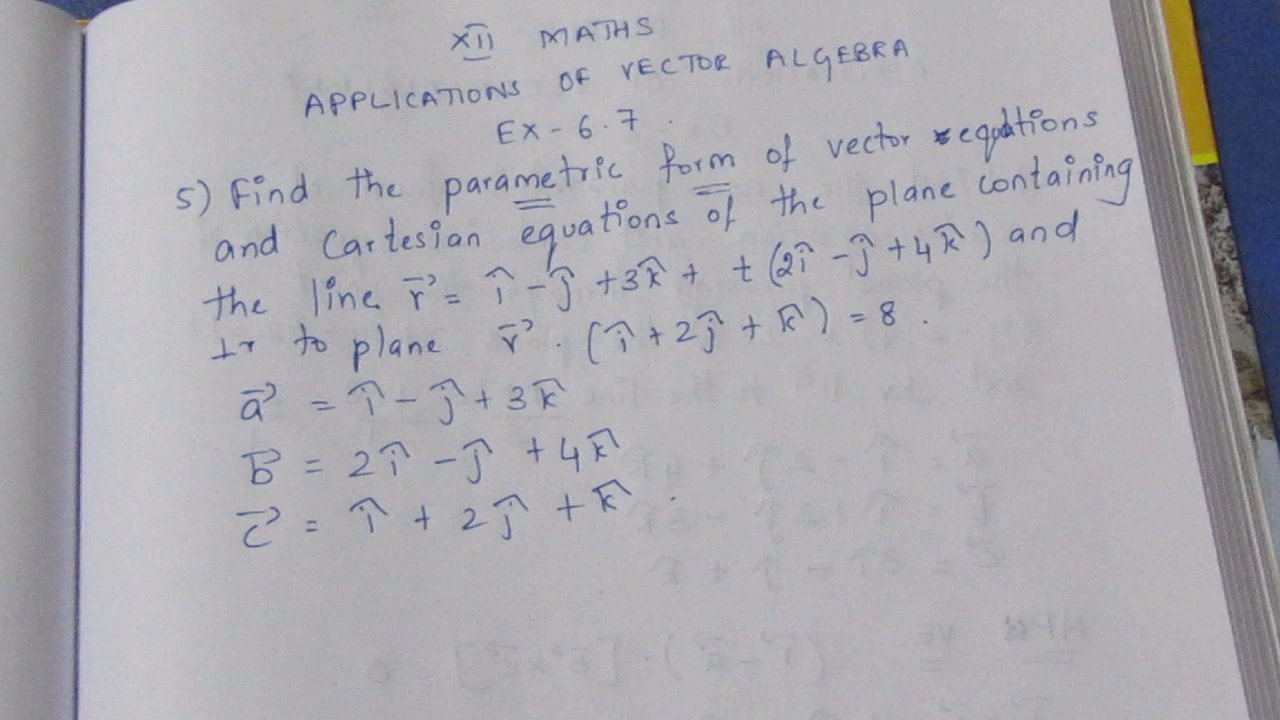 XII MATHS
APPLICATIONS OF VECTOR ALGEBRA
EX - 6.7.
5) Find the parametric form of vector equations
and Cartesian equations of the plane containing
the line r⃗ = î - ĵ + 3k̂ + t (2î - ĵ + 4k̂) and
⊥r to plane r⃗ . (î + 2ĵ + k̂) = 8.
a⃗ = î - ĵ + 3k̂
b⃗ = 2î - ĵ + 4k̂
c⃗ = î + 2ĵ + k̂.